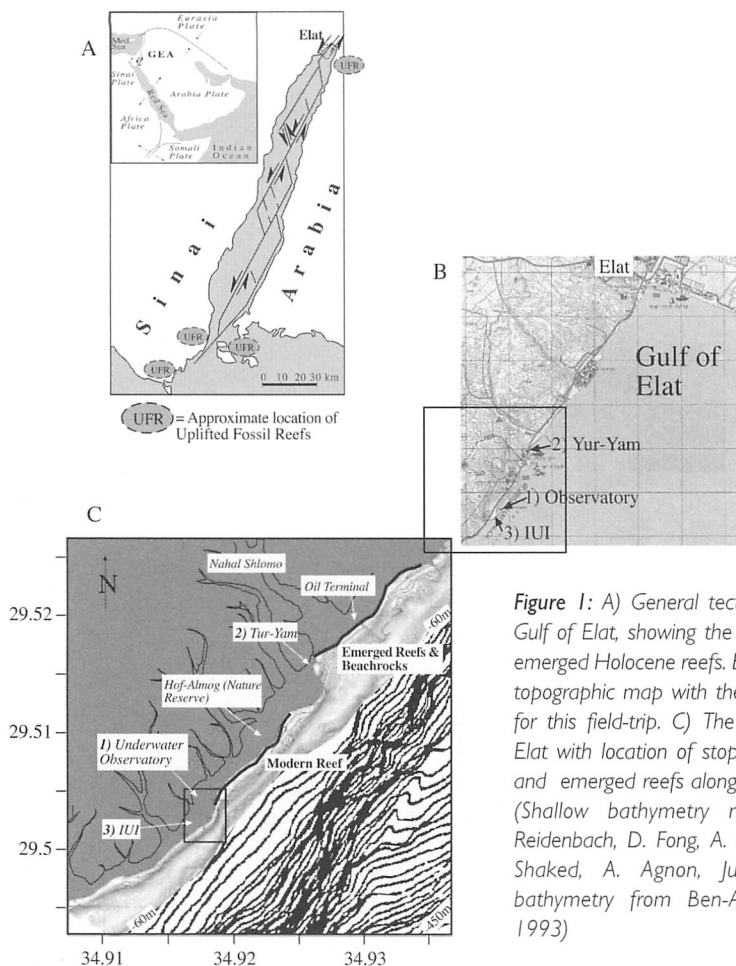 A
Eurasia
Plate
Med.
Sea
GEA
Sinai
Plate
Arabia Plate
Red Sea
Africa
Plate
Somali
Plate
Indian
Ocean
Elat
UFR
Sinai
Arabia
UFR
UFR
UFR
0 10 20 30 km
UFR = Approximate location of
Uplifted Fossil Reefs
B
Elat
Gulf of
Elat
2) Yur-Yam
1) Observatory
3) IUI
C
N
Nahal Shlomo
Oil Terminal
2) Tur-Yam
Emerged Reefs &
Beachrocks
Hof-Almog (Nature
Reserve)
1) Underwater
Observatory
Modern Reef
3) IUI
-60m
-60m
-450m
29.52
29.51
29.5
34.91 34.92 34.93
Figure 1: A) General tect
Gulf of Elat, showing the
emerged Holocene reefs. B
topographic map with the
for this field-trip. C) The
Elat with location of stop
and emerged reefs along
(Shallow bathymetry n
Reidenbach, D. Fong, A.
Shaked, A. Agnon, Ju
bathymetry from Ben-A
1993)